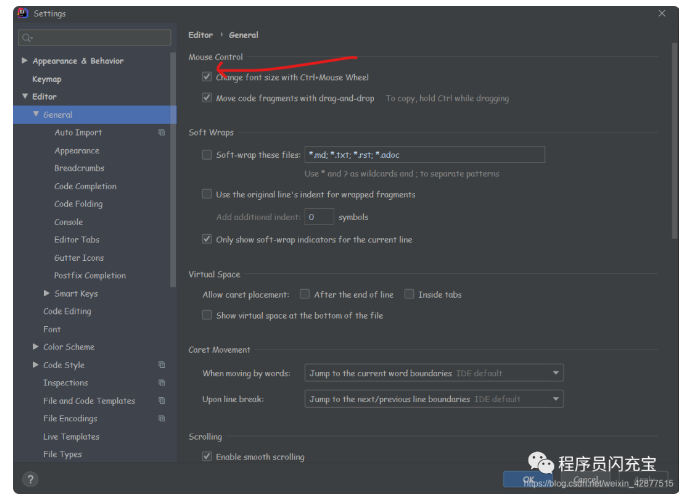 Settings
Editor › General
Appearance & Behavior
Keymap
Editor
General
Auto Import
Appearance
Breadcrumbs
Code Completion
Code Folding
Console
Editor Tabs
Gutter Icons
Postfix Completion
Smart Keys
Code Editing
Font
Color Scheme
Code Style
Inspections
File and Code Templates
File Encodings
Live Templates
File Types
Mouse Control
Change font size with Ctrl+Mouse Wheel
Move code fragments with drag-and-drop To copy, hold Ctrl while dragging
Soft Wraps
Soft-wrap these files: *.md; *.txt; *.rst; *.adoc
Use * and ? as wildcards and ; to separate patterns
Use the original line's indent for wrapped fragments
Add additional indent: 0 symbols
Only show soft-wrap indicators for the current line
Virtual Space
Allow caret placement: After the end of line Inside tabs
Show virtual space at the bottom of the file
Caret Movement
When moving by words: Jump to the current word boundaries IDE default
Upon line break: Jump to the next/previous line boundaries IDE default
Scrolling
Enable smooth scrolling
程序员闪充宝
?
OK Cancel Apply
https://blog.csdn.net/weixin_42877515